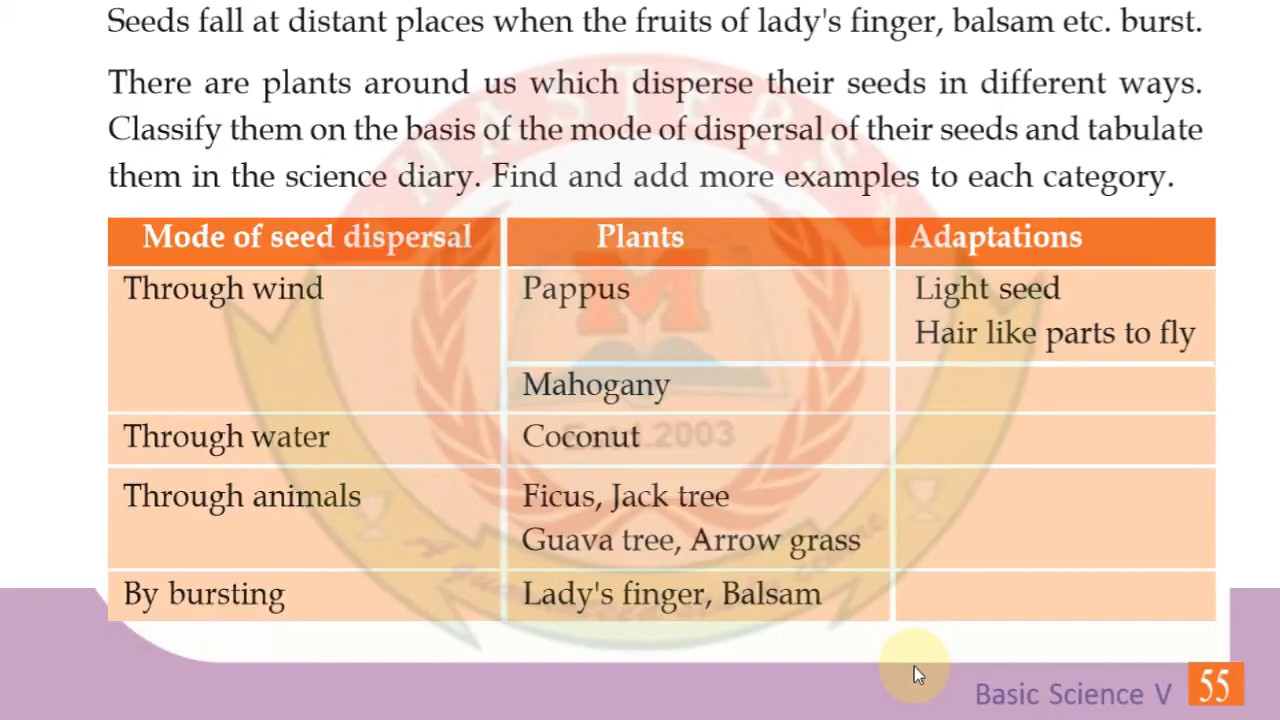 Seeds fall at distant places when the fruits of lady's finger, balsam etc. burst.
There are plants around us which disperse their seeds in different ways.
Classify them on the basis of the mode of dispersal of their seeds and tabulate
them in the science diary. Find and add more examples to each category.
Mode of seed dispersal Plants Adaptations
Through wind Pappus Light seed
Hair like parts to fly
Mahogany
Through water Coconut
Through animals Ficus, Jack tree
Guava tree, Arrow grass
By bursting Lady's finger, Balsam
MASTERS
M
Estd.2003
Basic Science V 55